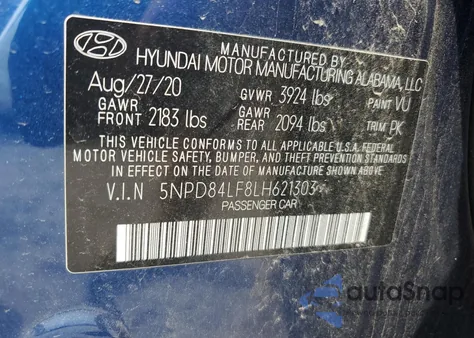 MANUFACTURED BY
HYUNDAI MOTOR MANUFACTURING ALABAMA, LLC
Aug/27/20 GVWR 3924 lbs PAINT VU
GAWR FRONT 2183 lbs GAWR REAR 2094 lbs TRIM PK
THIS VEHICLE CONFORMS TO ALL APPLICABLE U.S. FEDERAL
MOTOR VEHICLE SAFETY, BUMPER, AND THEFT PREVENTION STANDARDS
IN EFFECT ON THE DATE OF MANUFACTURE SHOWN ABOVE.
V.I.N 5NPD84LF8LH621303
PASSENGER CAR
autoSnap